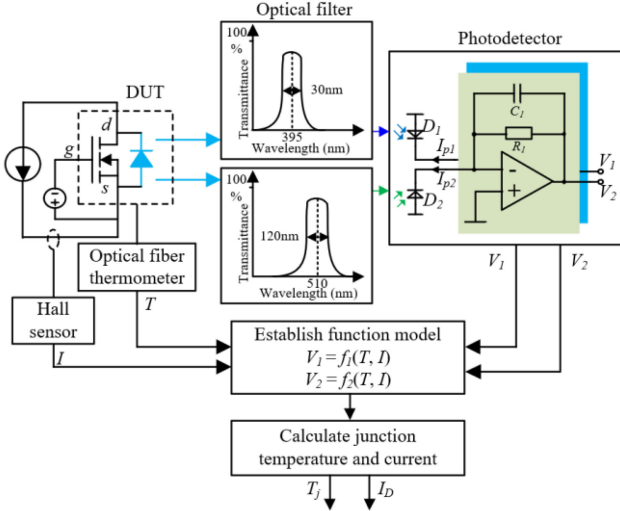 Optical filter
Photodetector
DUT
d
g
s
100
%
Transmittance
30nm
395
Wavelength (nm)
100
%
Transmittance
120nm
510
Wavelength (nm)
D1
Ip1
Ip2
D2
C1
R1
−
+
V1
V2
Optical fiber
thermometer
T
Hall
sensor
I
V1
V2
Establish function model
V1 = f1(T, I)
V2 = f2(T, I)
Calculate junction
temperature and current
Tj
ID